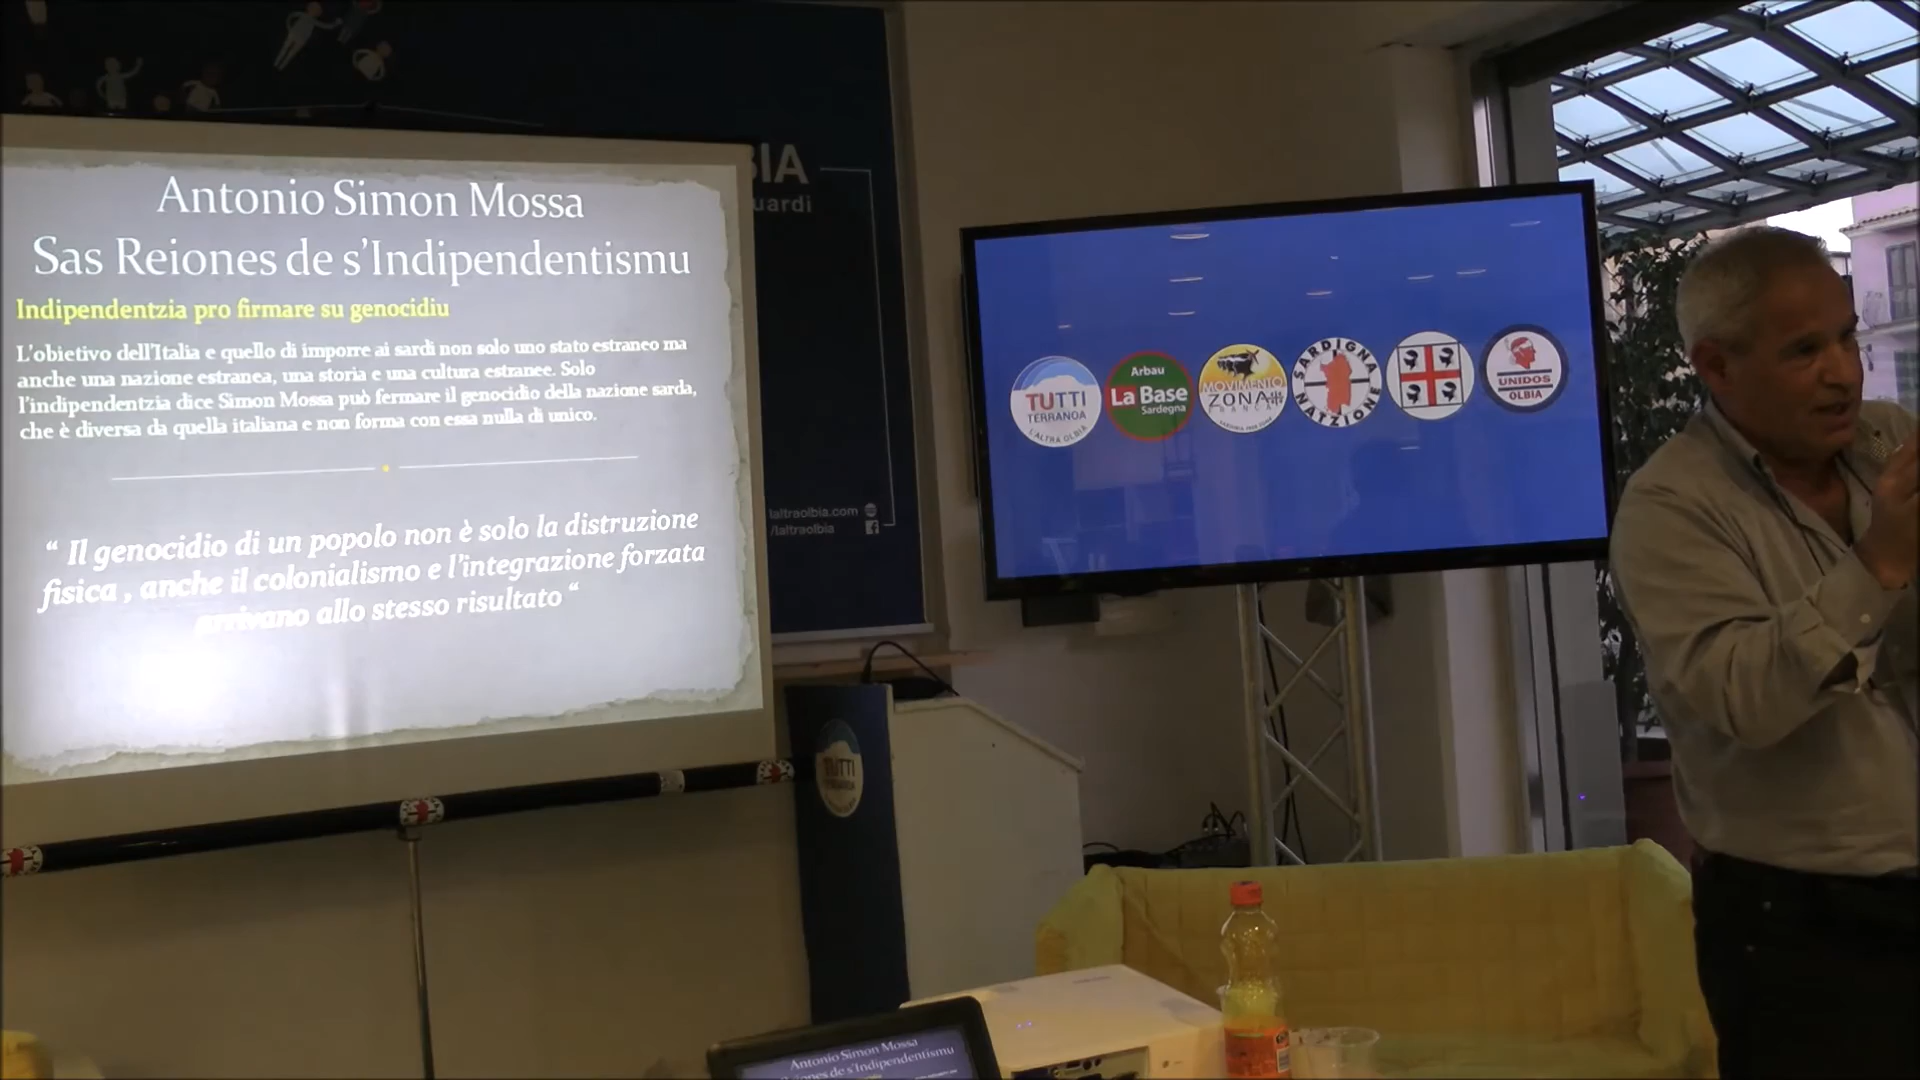 Antonio Simon Mossa
Sas Reiones de s'Indipendentismu
Indipendentzia pro firmare su genocidiu
L'obietivo dell'Italia e quello di imporre ai sardi non solo uno stato estraneo ma
anche una nazione estranea, una storia e una cultura estranee. Solo
l'indipendentzia dice Simon Mossa può fermare il genocidio della nazione sarda,
che è diversa da quella italiana e non forma con essa nulla di unico.
“ Il genocidio di un popolo non è solo la distruzione
fisica , anche il colonialismo e l'integrazione forzata
arrivano allo stesso risultato “
BIA
uardi
laltraolbia.com
/laltraolbia
TUTTI
TERRANOA
L'ALTRA OLBIA
Arbau
La Base
Sardegna
MOVIMENTO
ZONA
FRANCA
SARDIGNA
NATZIONE
UNIDOS
OLBIA
TUTTI
TERRANOA
Antonio Simon Mossa
Reiones de s'Indipendentismu